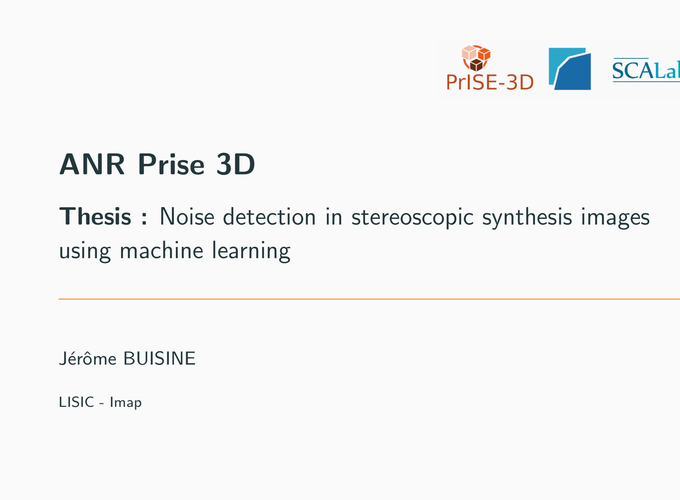 PrISE-3D
SCALab
ANR Prise 3D
Thesis : Noise detection in stereoscopic synthesis images
using machine learning
Jérôme BUISINE
LISIC - Imap